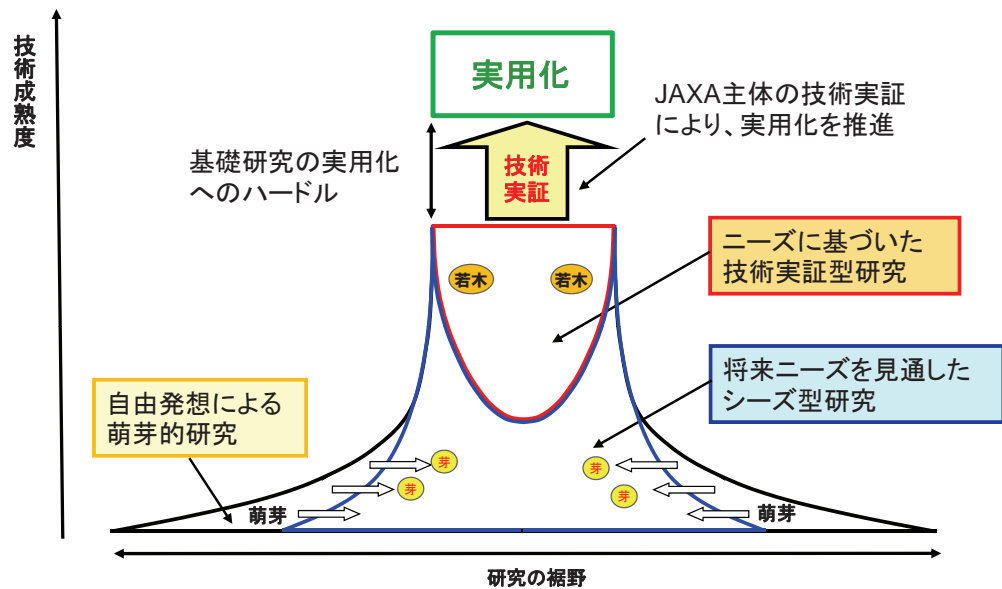 技術成熟度
実用化
JAXA主体の技術実証
により、実用化を推進
基礎研究の実用化
へのハードル
技術
実証
ニーズに基づいた
技術実証型研究
若木
若木
将来ニーズを見通した
シーズ型研究
自由発想による
萌芽的研究
芽
芽
芽
芽
萌芽
萌芽
研究の裾野